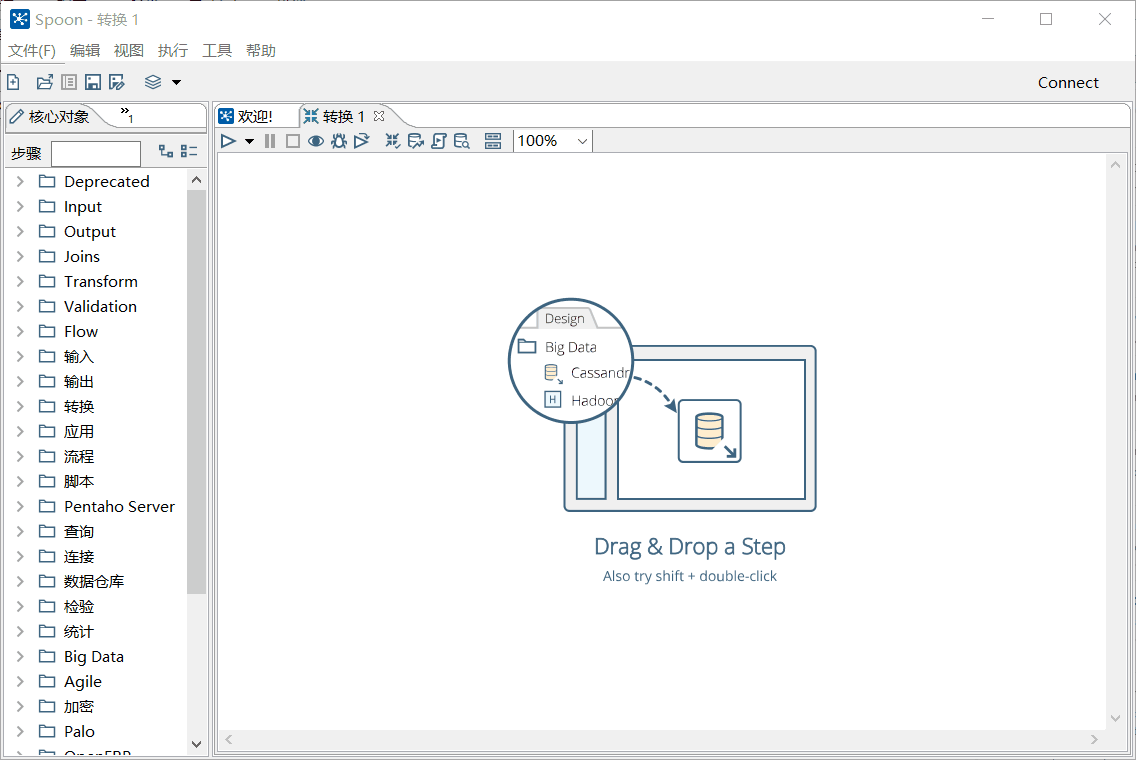 Spoon - 转换 1
文件(F) 编辑 视图 执行 工具 帮助
Connect
核心对象 » 1
欢迎! 转换 1
步骤
100%
Deprecated
Input
Output
Joins
Transform
Validation
Flow
输入
输出
转换
应用
流程
脚本
Pentaho Server
查询
连接
数据仓库
检验
统计
Big Data
Agile
加密
Palo
OpenERP
Design
Big Data
Cassandr
H Hadoop
Drag & Drop a Step
Also try shift + double-click